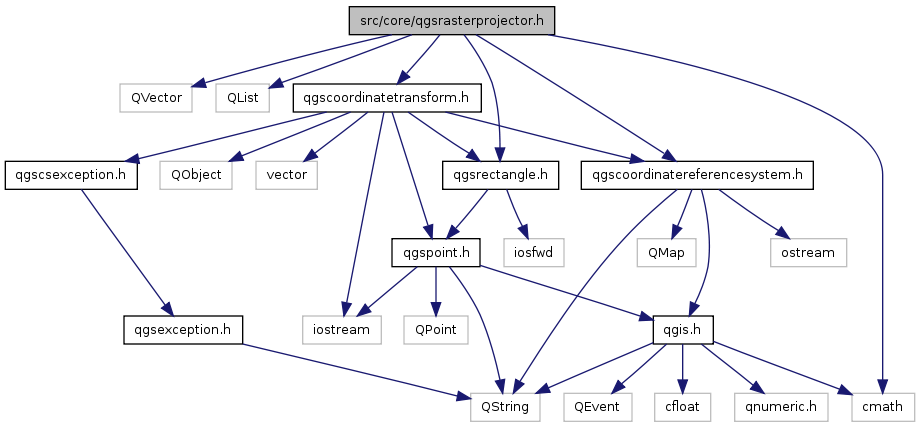 src/core/qgsrasterprojector.h
QVector
QList
qgscoordinatetransform.h
qgscsexception.h
QObject
vector
qgsrectangle.h
qgscoordinatereferencesystem.h
qgspoint.h
iosfwd
QMap
ostream
qgsexception.h
iostream
QPoint
qgis.h
QString
QEvent
cfloat
qnumeric.h
cmath